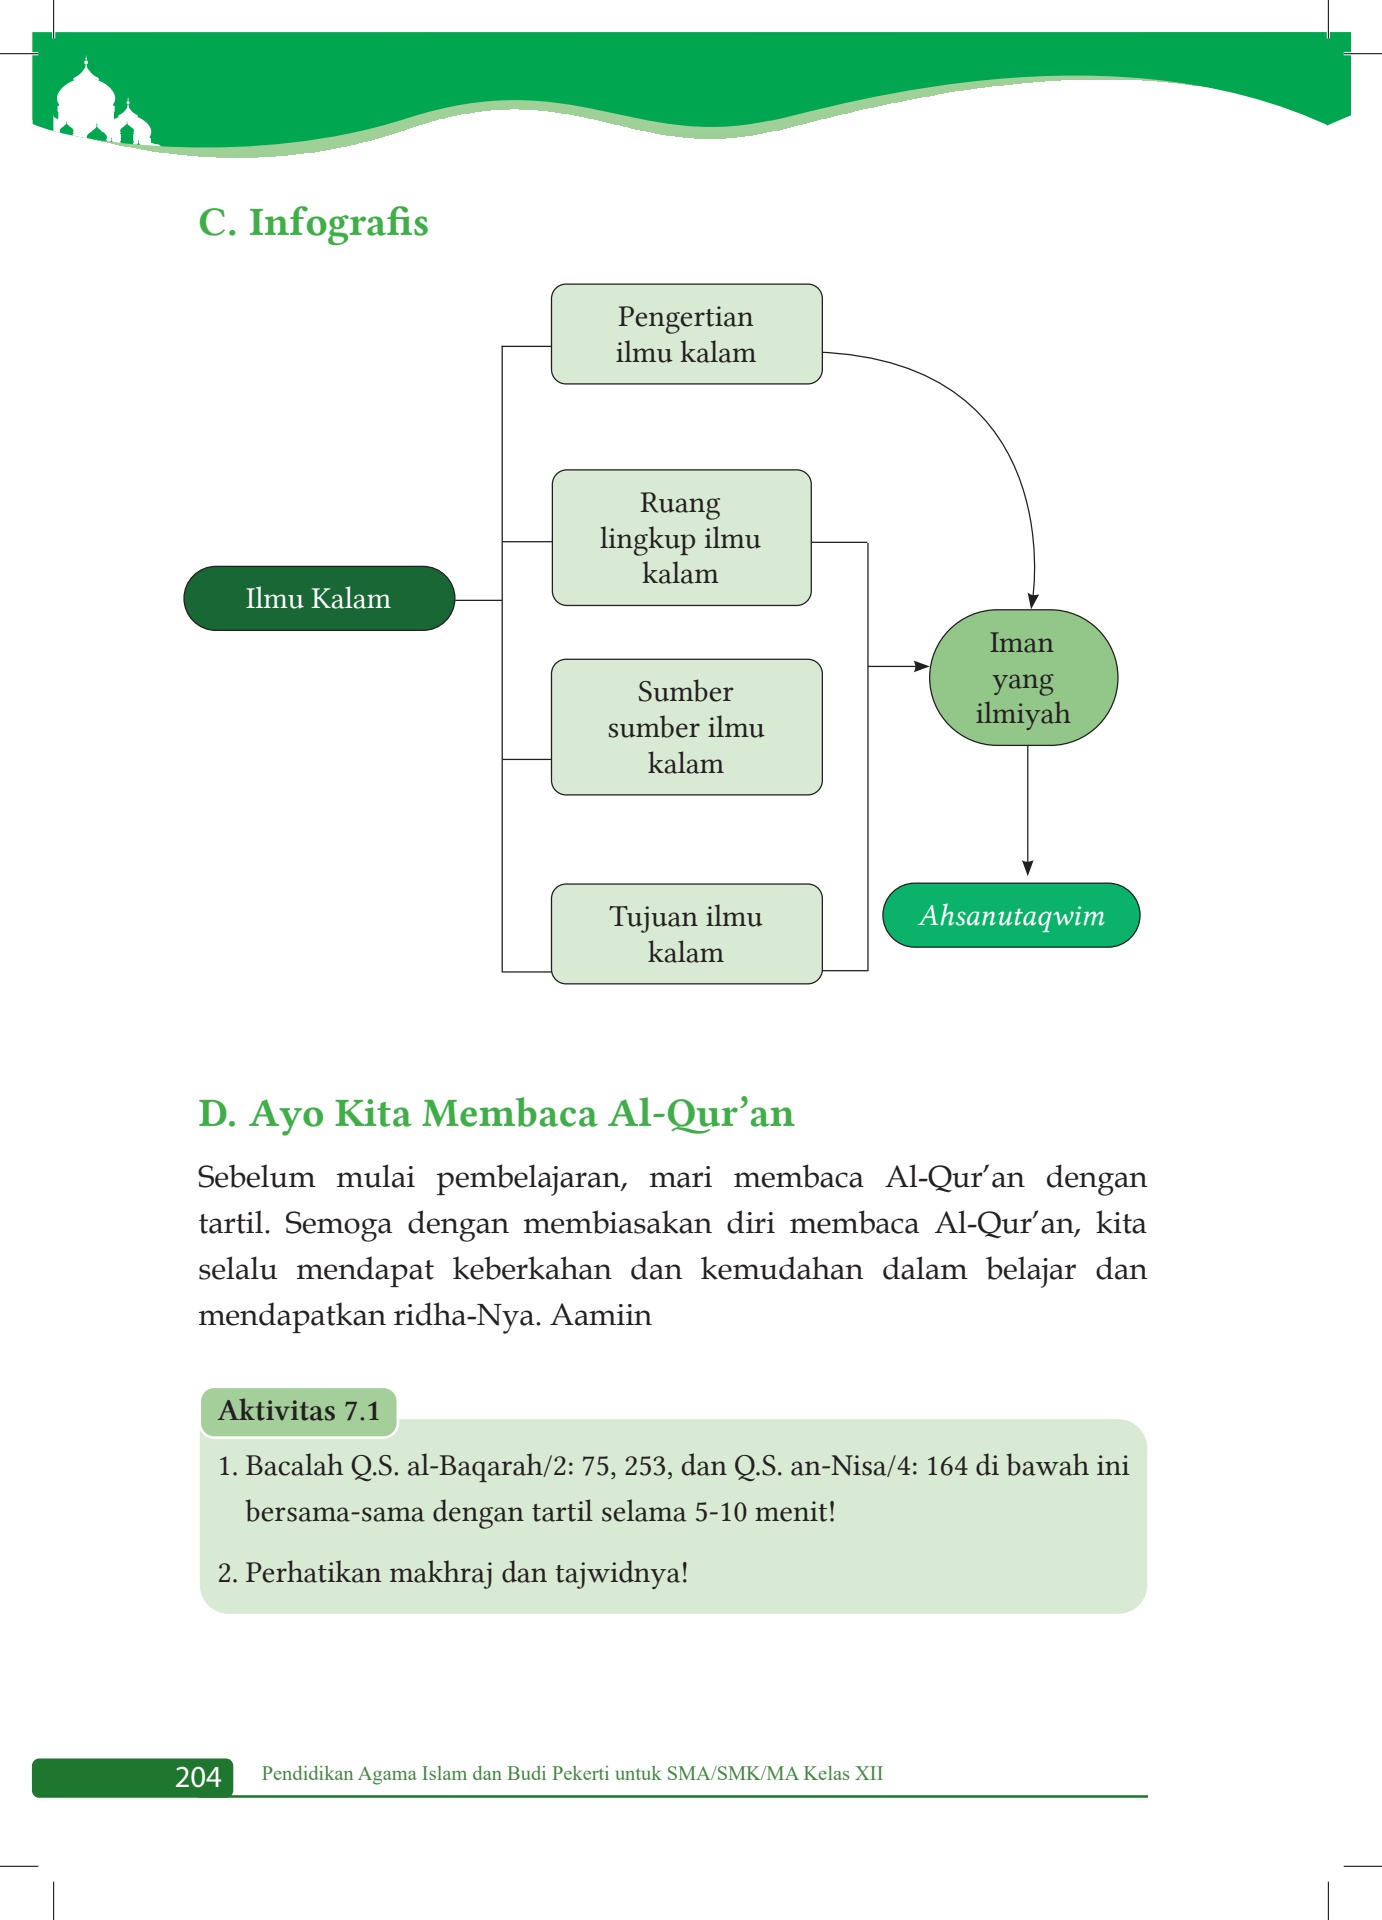 C. Infografis
Pengertian
ilmu kalam
Ruang
lingkup ilmu
kalam
Ilmu Kalam
Iman
yang
ilmiyah
Sumber
sumber ilmu
kalam
Tujuan ilmu
kalam
Ahsanutaqwim
D. Ayo Kita Membaca Al-Qur’an
Sebelum mulai pembelajaran, mari membaca Al-Qur’an dengan
tartil. Semoga dengan membiasakan diri membaca Al-Qur’an, kita
selalu mendapat keberkahan dan kemudahan dalam belajar dan
mendapatkan ridha-Nya. Aamiin
Aktivitas 7.1
1. Bacalah Q.S. al-Baqarah/2: 75, 253, dan Q.S. an-Nisa/4: 164 di bawah ini
bersama-sama dengan tartil selama 5-10 menit!
2. Perhatikan makhraj dan tajwidnya!
204
Pendidikan Agama Islam dan Budi Pekerti untuk SMA/SMK/MA Kelas XII